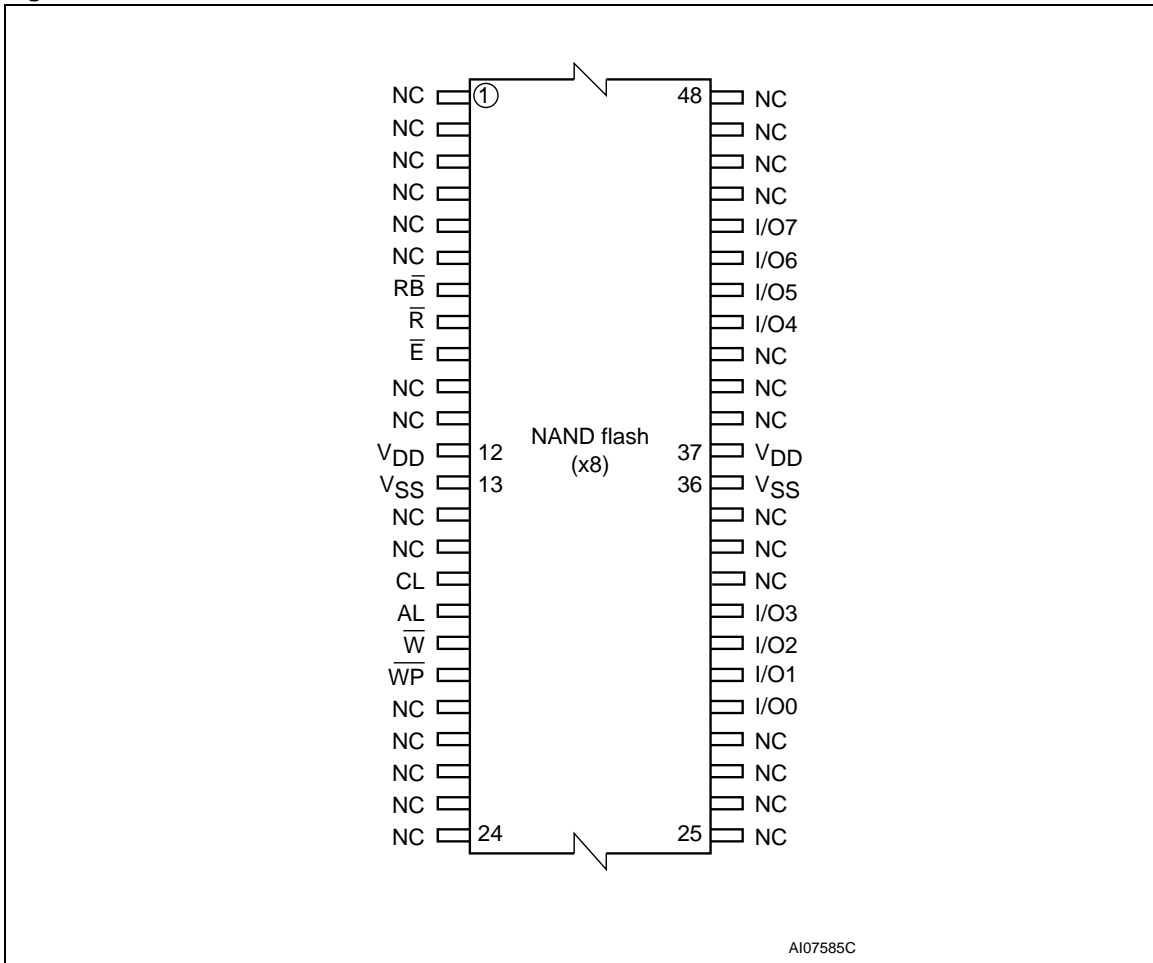 NC 1 48 NC
NC NC
NC NC
NC NC
NC I/O7
NC I/O6
RB̅ I/O5
R̅ I/O4
E̅ NC
NC NC
NC NC
VDD 12 NAND flash 37 VDD
VSS 13 (x8) 36 VSS
NC NC
NC NC
CL NC
AL I/O3
W̅ I/O2
W̅P̅ I/O1
NC I/O0
NC NC
NC NC
NC NC
NC 24 25 NC
AI07585C